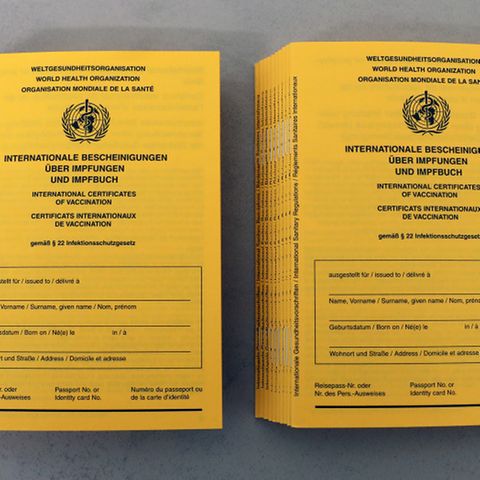 WELTGESUNDHEITSORGANISATION
WORLD HEALTH ORGANIZATION
ORGANISATION MONDIALE DE LA SANTÉ
INTERNATIONALE BESCHEINIGUNGEN
ÜBER IMPFUNGEN
UND IMPFBUCH
INTERNATIONAL CERTIFICATES
OF VACCINATION
CERTIFICATS INTERNATIONAUX
DE VACCINATION
gemäß § 22 Infektionsschutzgesetz
für / issued to / délivré à
Vorname / Surname, given name / Nom, prénom
/ Born on / Né(e) le in / à
und Straße / Address / Domicile et adresse
oder Passport No. or Numéro du passeport ou
Identity card No. de la carte d'identité
Internationale Gesundheitsvorschriften / International Sanitary Regulations / Règlements Sanitaires Internationaux
WELTGESUNDHEITSORGANISATION
WORLD HEALTH ORGANIZATION
ORGANISATION MONDIALE DE LA
INTERNATIONALE BESCHEINIGUNGEN
ÜBER IMPFUNGEN
UND IMPFBUCH
INTERNATIONAL CERTIFICATES
OF VACCINATION
CERTIFICATS INTERNATIONAUX
DE VACCINATION
gemäß § 22 Infektionsschutzgesetz
ausgestellt für / issued to / délivré à
Name, Vorname / Surname, given name / Nom, prénom
Geburtsdatum / Born on / Né(e) le in / à
Wohnort und Straße / Address / Domicile et adresse
Reisepass-Nr. oder Passport No. or
Nr. des Pers.-Ausweises Identity card No.